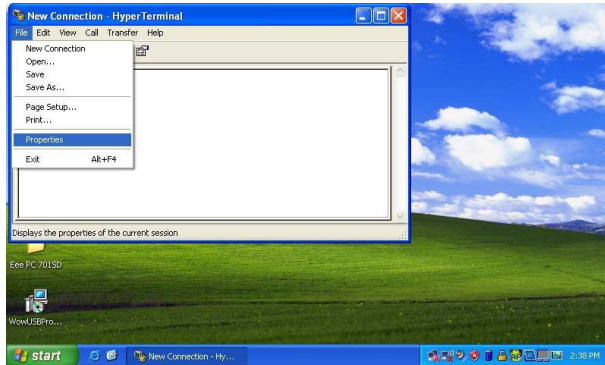 New Connection - HyperTerminal
File Edit View Call Transfer Help
New Connection
Open...
Save
Save As...
Page Setup...
Print...
Properties
Exit Alt+F4
Displays the properties of the current session
Eee PC 701SD
WowUSBPro...
start New Connection - Hy... 2:38 PM